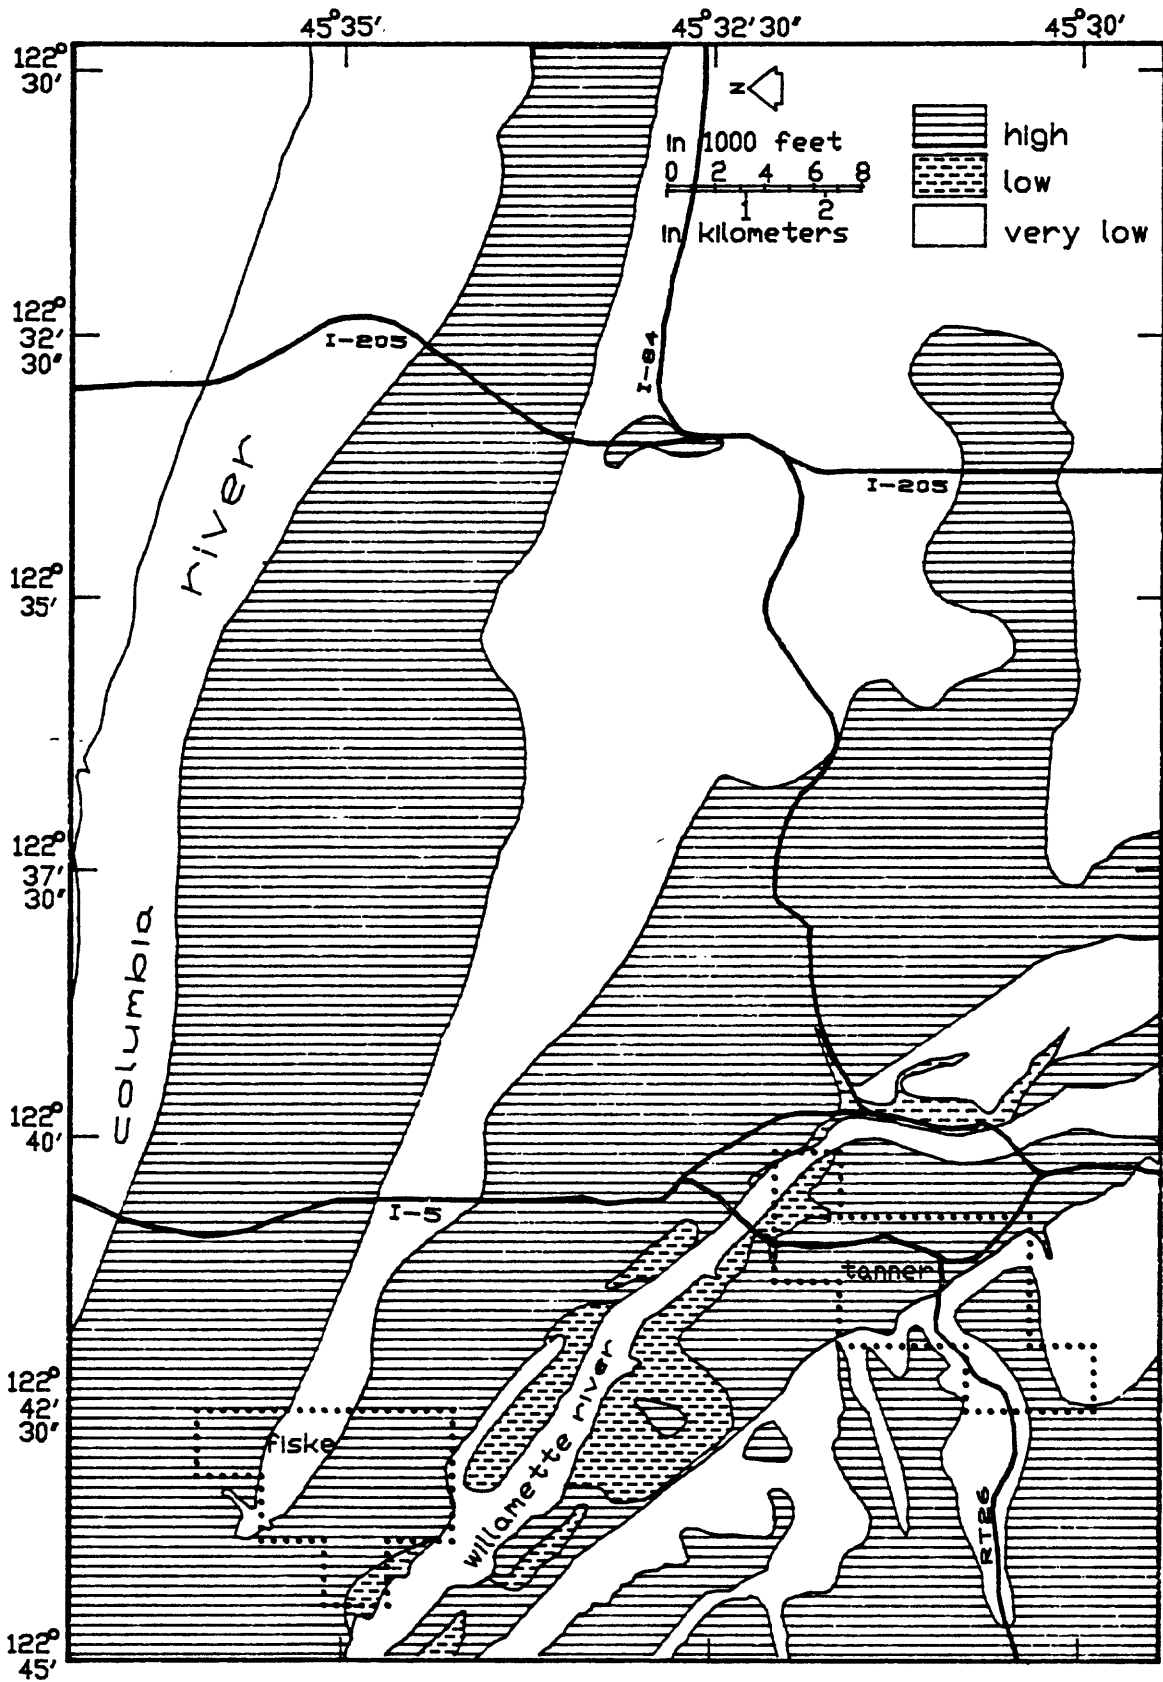 45°35′
45°32′30″
45°30′
122°
30′
N
In 1000 feet
0 2 4 6 8
1 2
In kilometers
high
low
very low
122°
32′
30″
I-205
I-84
river
I-205
122°
35′
122°
37′
30″
columbia
122°
40′
I-5
tanner
122°
42′
30″
fiske
willamette river
RT26
122°
45′